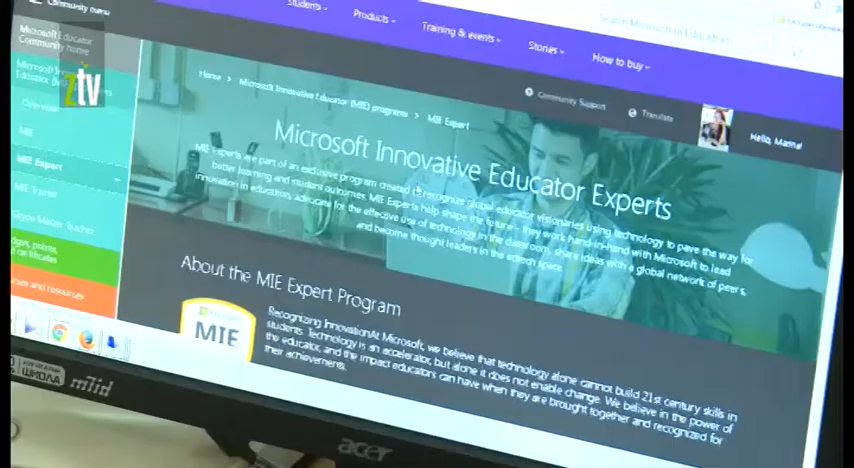 Community menu
Students
Products
Training & events
Stories
How to buy
Search Microsoft in Education
Microsoft Educator
Community home
ztv
Overview
MIE
MIE Expert
MIE Trainer
Skype Master Teacher
Home > Microsoft Innovative Educator (MIE) programs > MIE Expert
Community Support
Translate
Hello, Marina!
Microsoft Innovative Educator Experts
MIE Experts are part of an exclusive program created to recognize global educator visionaries using technology to pave the way for
better learning and student outcomes. MIE Experts help shape the future - they work hand-in-hand with Microsoft to lead
innovation in education, advocate for the effective use of technology in the classroom, share ideas with a global network of peers,
and become thought leaders in the edtech space.
About the MIE Expert Program
Microsoft
MIE
Recognizing InnovationAt Microsoft, we believe that technology alone cannot build 21st century skills in
students. Technology is an accelerator, but alone it does not enable change. We believe in the power of
the educator, and the impact educators can have when they are brought together and recognized for
their achievements.
ШКОЛА
acer